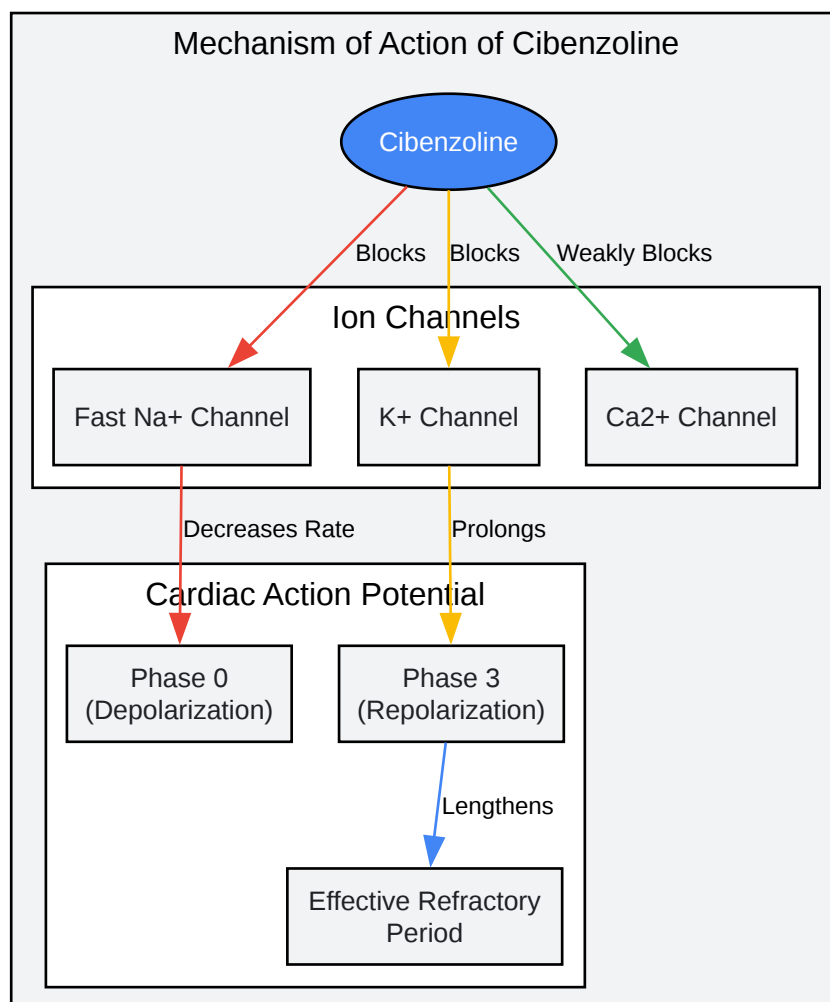 Mechanism of Action of Cibenzoline
Cibenzoline
Blocks
Blocks
Weakly Blocks
Ion Channels
Fast Na+ Channel
K+ Channel
Ca2+ Channel
Decreases Rate
Prolongs
Cardiac Action Potential
Phase 0
(Depolarization)
Phase 3
(Repolarization)
Lengthens
Effective Refractory
Period